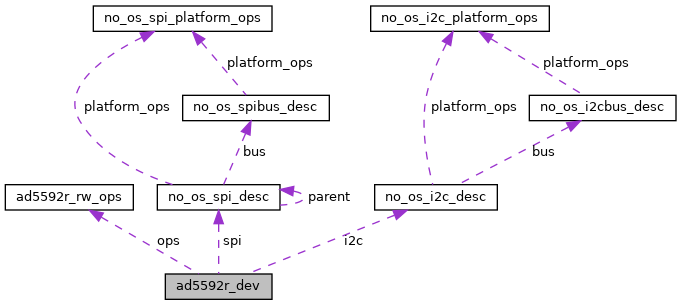 no_os_spi_platform_ops
no_os_i2c_platform_ops
platform_ops
platform_ops
platform_ops
no_os_spibus_desc
platform_ops
no_os_i2cbus_desc
bus
bus
ad5592r_rw_ops
no_os_spi_desc
parent
no_os_i2c_desc
ops
spi
i2c
ad5592r_dev